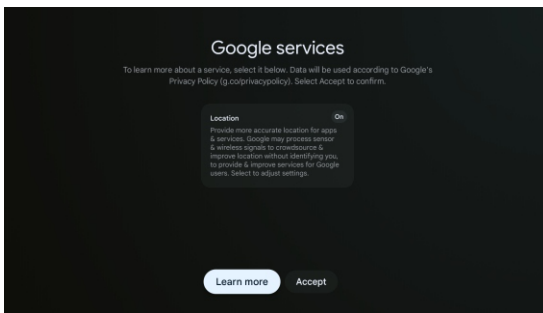 Google services
To learn more about a service, select it below. Data will be used according to Google's
Privacy Policy (g.co/privacypolicy). Select Accept to confirm.
Location
On
Provide more accurate location for apps
& services. Google may process sensor
& wireless signals to crowdsource &
improve location without identifying you,
to provide & improve services for Google
users. Select to adjust settings.
Learn more
Accept